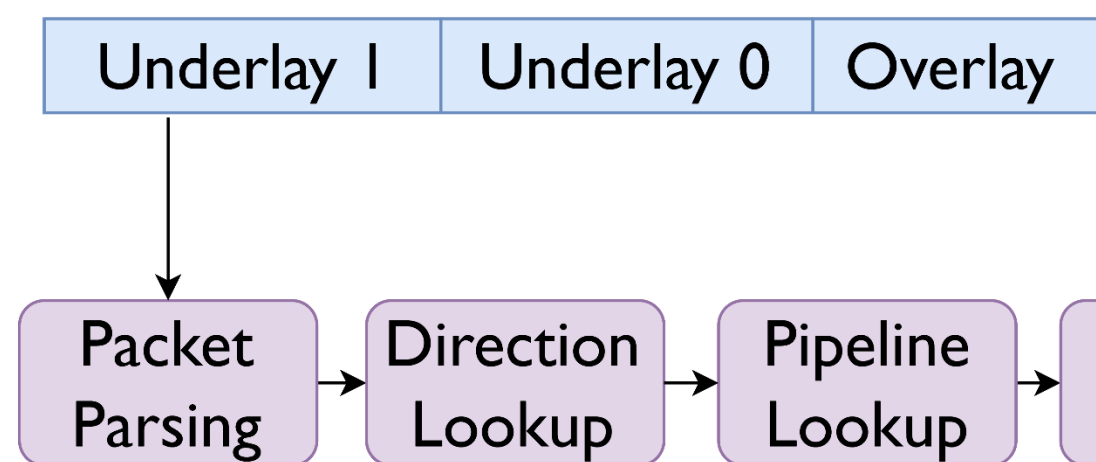 Underlay 1 Underlay 0 Overlay
Packet Direction Pipeline
Parsing Lookup Lookup